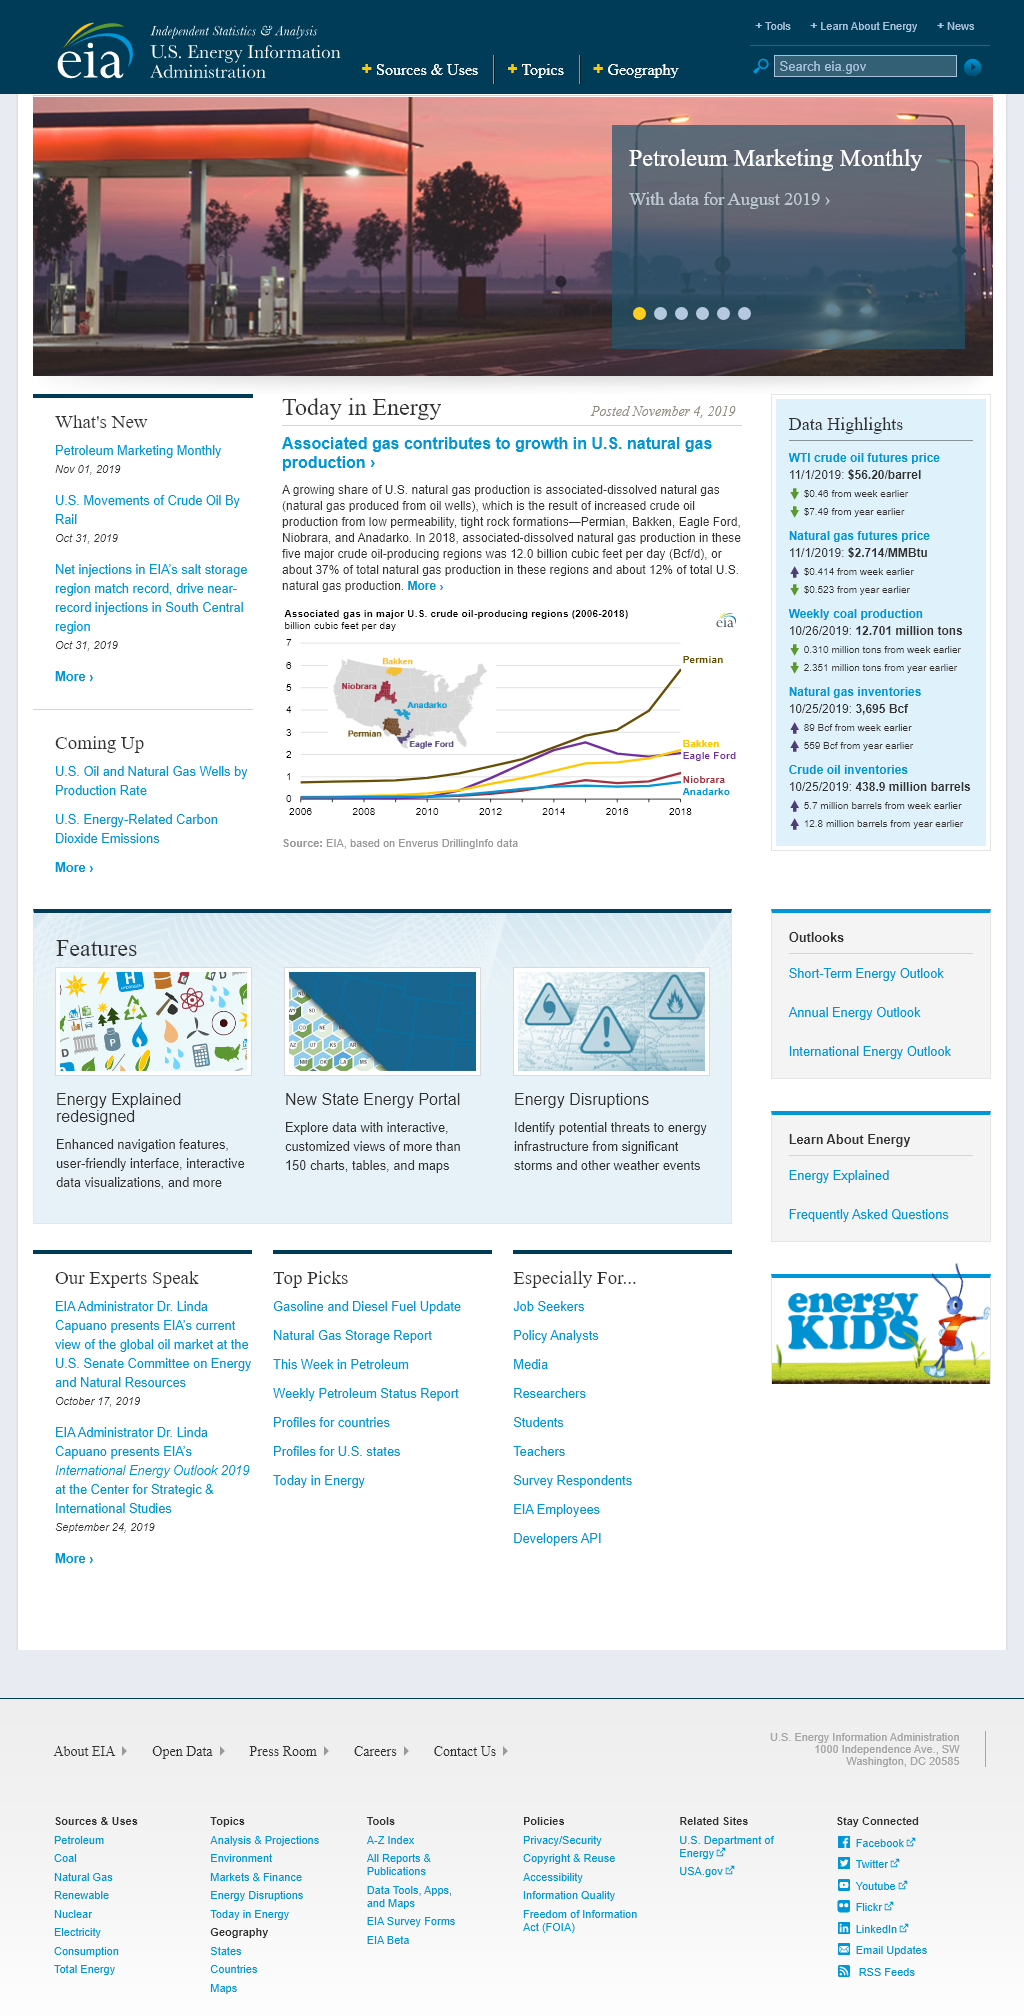 Independent Statistics & Analysis
eia U.S. Energy Information
Administration
+ Sources & Uses
+ Topics
+ Geography
+ Tools
+ Learn About Energy
+ News
Search eia.gov
Petroleum Marketing Monthly
With data for August 2019 ›
What's New
Petroleum Marketing Monthly
Nov 01, 2019
U.S. Movements of Crude Oil By
Rail
Oct 31, 2019
Net injections in EIA's salt storage
region match record, drive near-
record injections in South Central
region
Oct 31, 2019
More ›
Coming Up
U.S. Oil and Natural Gas Wells by
Production Rate
U.S. Energy-Related Carbon
Dioxide Emissions
More ›
Today in Energy
Posted November 4, 2019
Associated gas contributes to growth in U.S. natural gas
production ›
A growing share of U.S. natural gas production is associated-dissolved natural gas
(natural gas produced from oil wells), which is the result of increased crude oil
production from low permeability, tight rock formations—Permian, Bakken, Eagle Ford,
Niobrara, and Anadarko. In 2018, associated-dissolved natural gas production in these
five major crude oil-producing regions was 12.0 billion cubic feet per day (Bcf/d), or
about 37% of total natural gas production in these regions and about 12% of total U.S.
natural gas production. More ›
Associated gas in major U.S. crude oil-producing regions (2006-2018)
billion cubic feet per day
eia
7
6
5
4
3
2
1
0
2006 2008 2010 2012 2014 2016 2018
Bakken
Niobrara
Anadarko
Permian
Eagle Ford
Permian
Bakken
Eagle Ford
Niobrara
Anadarko
Source: EIA, based on Enverus DrillingInfo data
Data Highlights
WTI crude oil futures price
11/1/2019: $56.20/barrel
$0.46 from week earlier
$7.49 from year earlier
Natural gas futures price
11/1/2019: $2.714/MMBtu
$0.414 from week earlier
$0.523 from year earlier
Weekly coal production
10/26/2019: 12.701 million tons
0.310 million tons from week earlier
2.351 million tons from year earlier
Natural gas inventories
10/25/2019: 3,695 Bcf
89 Bcf from week earlier
559 Bcf from year earlier
Crude oil inventories
10/25/2019: 438.9 million barrels
5.7 million barrels from week earlier
12.8 million barrels from year earlier
Features
Energy Explained
redesigned
Enhanced navigation features,
user-friendly interface, interactive
data visualizations, and more
New State Energy Portal
Explore data with interactive,
customized views of more than
150 charts, tables, and maps
Energy Disruptions
Identify potential threats to energy
infrastructure from significant
storms and other weather events
Outlooks
Short-Term Energy Outlook
Annual Energy Outlook
International Energy Outlook
Learn About Energy
Energy Explained
Frequently Asked Questions
energy
KIDS
Our Experts Speak
EIA Administrator Dr. Linda
Capuano presents EIA's current
view of the global oil market at the
U.S. Senate Committee on Energy
and Natural Resources
October 17, 2019
EIA Administrator Dr. Linda
Capuano presents EIA's
International Energy Outlook 2019
at the Center for Strategic &
International Studies
September 24, 2019
More ›
Top Picks
Gasoline and Diesel Fuel Update
Natural Gas Storage Report
This Week in Petroleum
Weekly Petroleum Status Report
Profiles for countries
Profiles for U.S. states
Today in Energy
Especially For...
Job Seekers
Policy Analysts
Media
Researchers
Students
Teachers
Survey Respondents
EIA Employees
Developers API
About EIA
Open Data
Press Room
Careers
Contact Us
U.S. Energy Information Administration
1000 Independence Ave., SW
Washington, DC 20585
Sources & Uses
Petroleum
Coal
Natural Gas
Renewable
Nuclear
Electricity
Consumption
Total Energy
Topics
Analysis & Projections
Environment
Markets & Finance
Energy Disruptions
Today in Energy
Geography
States
Countries
Maps
Tools
A-Z Index
All Reports &
Publications
Data Tools, Apps,
and Maps
EIA Survey Forms
EIA Beta
Policies
Privacy/Security
Copyright & Reuse
Accessibility
Information Quality
Freedom of Information
Act (FOIA)
Related Sites
U.S. Department of
Energy
USA.gov
Stay Connected
Facebook
Twitter
Youtube
Flickr
LinkedIn
Email Updates
RSS Feeds